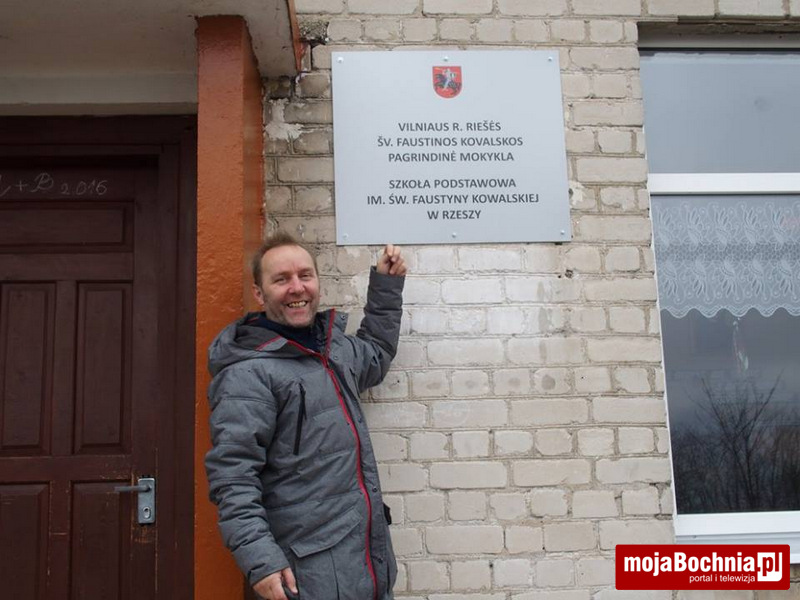 VILNIAUS R. RIEŠĖS
ŠV. FAUSTINOS KOVALSKOS
PAGRINDINĖ MOKYKLA
SZKOŁA PODSTAWOWA
IM. ŚW. FAUSTYNY KOWALSKIEJ
W RZESZY
+ B 2016
mojaBochnia.pl
portal i telewizja